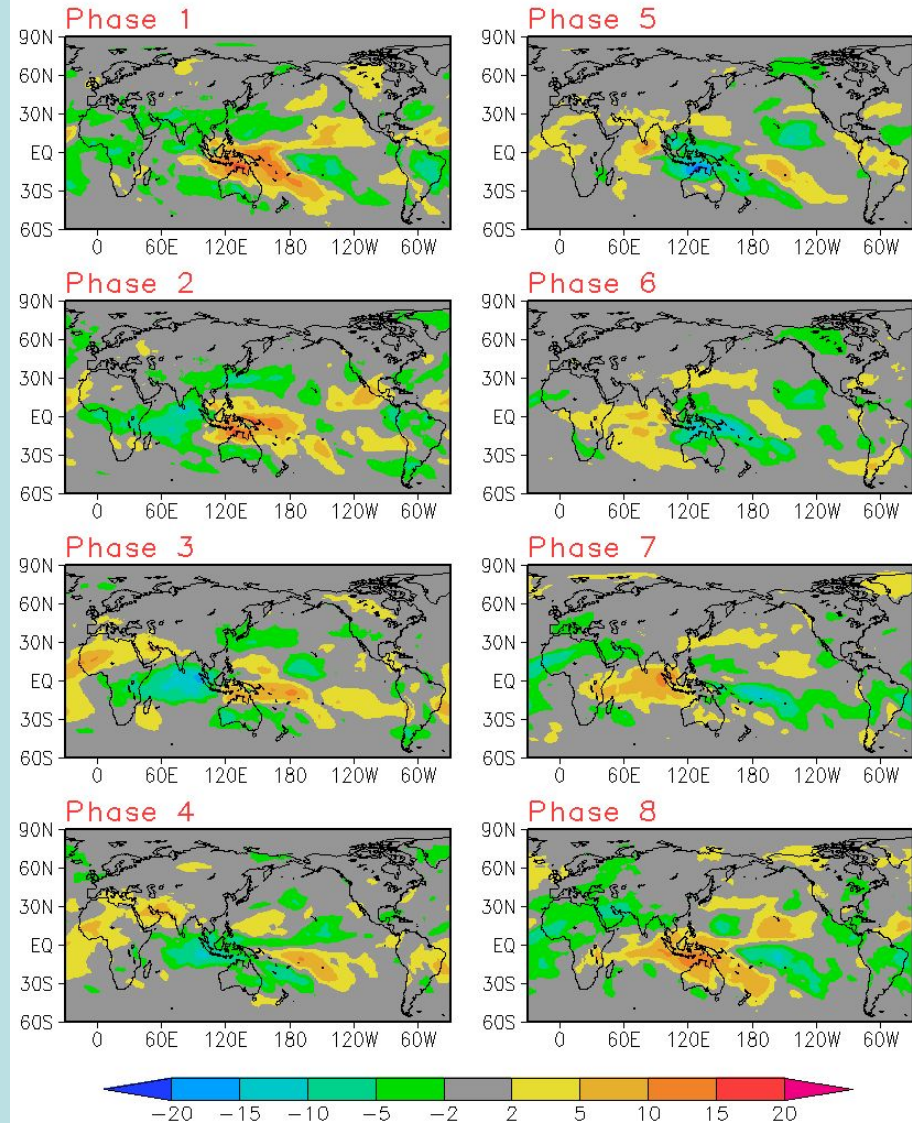 Phase 1
90N
60N
30N
EQ
30S
60S
0 60E 120E 180 120W 60W
Phase 2
90N
60N
30N
EQ
30S
60S
0 60E 120E 180 120W 60W
Phase 3
90N
60N
30N
EQ
30S
60S
0 60E 120E 180 120W 60W
Phase 4
90N
60N
30N
EQ
30S
60S
0 60E 120E 180 120W 60W
Phase 5
90N
60N
30N
EQ
30S
60S
0 60E 120E 180 120W 60W
Phase 6
90N
60N
30N
EQ
30S
60S
0 60E 120E 180 120W 60W
Phase 7
90N
60N
30N
EQ
30S
60S
0 60E 120E 180 120W 60W
Phase 8
90N
60N
30N
EQ
30S
60S
0 60E 120E 180 120W 60W
-20 -15 -10 -5 -2 2 5 10 15 20